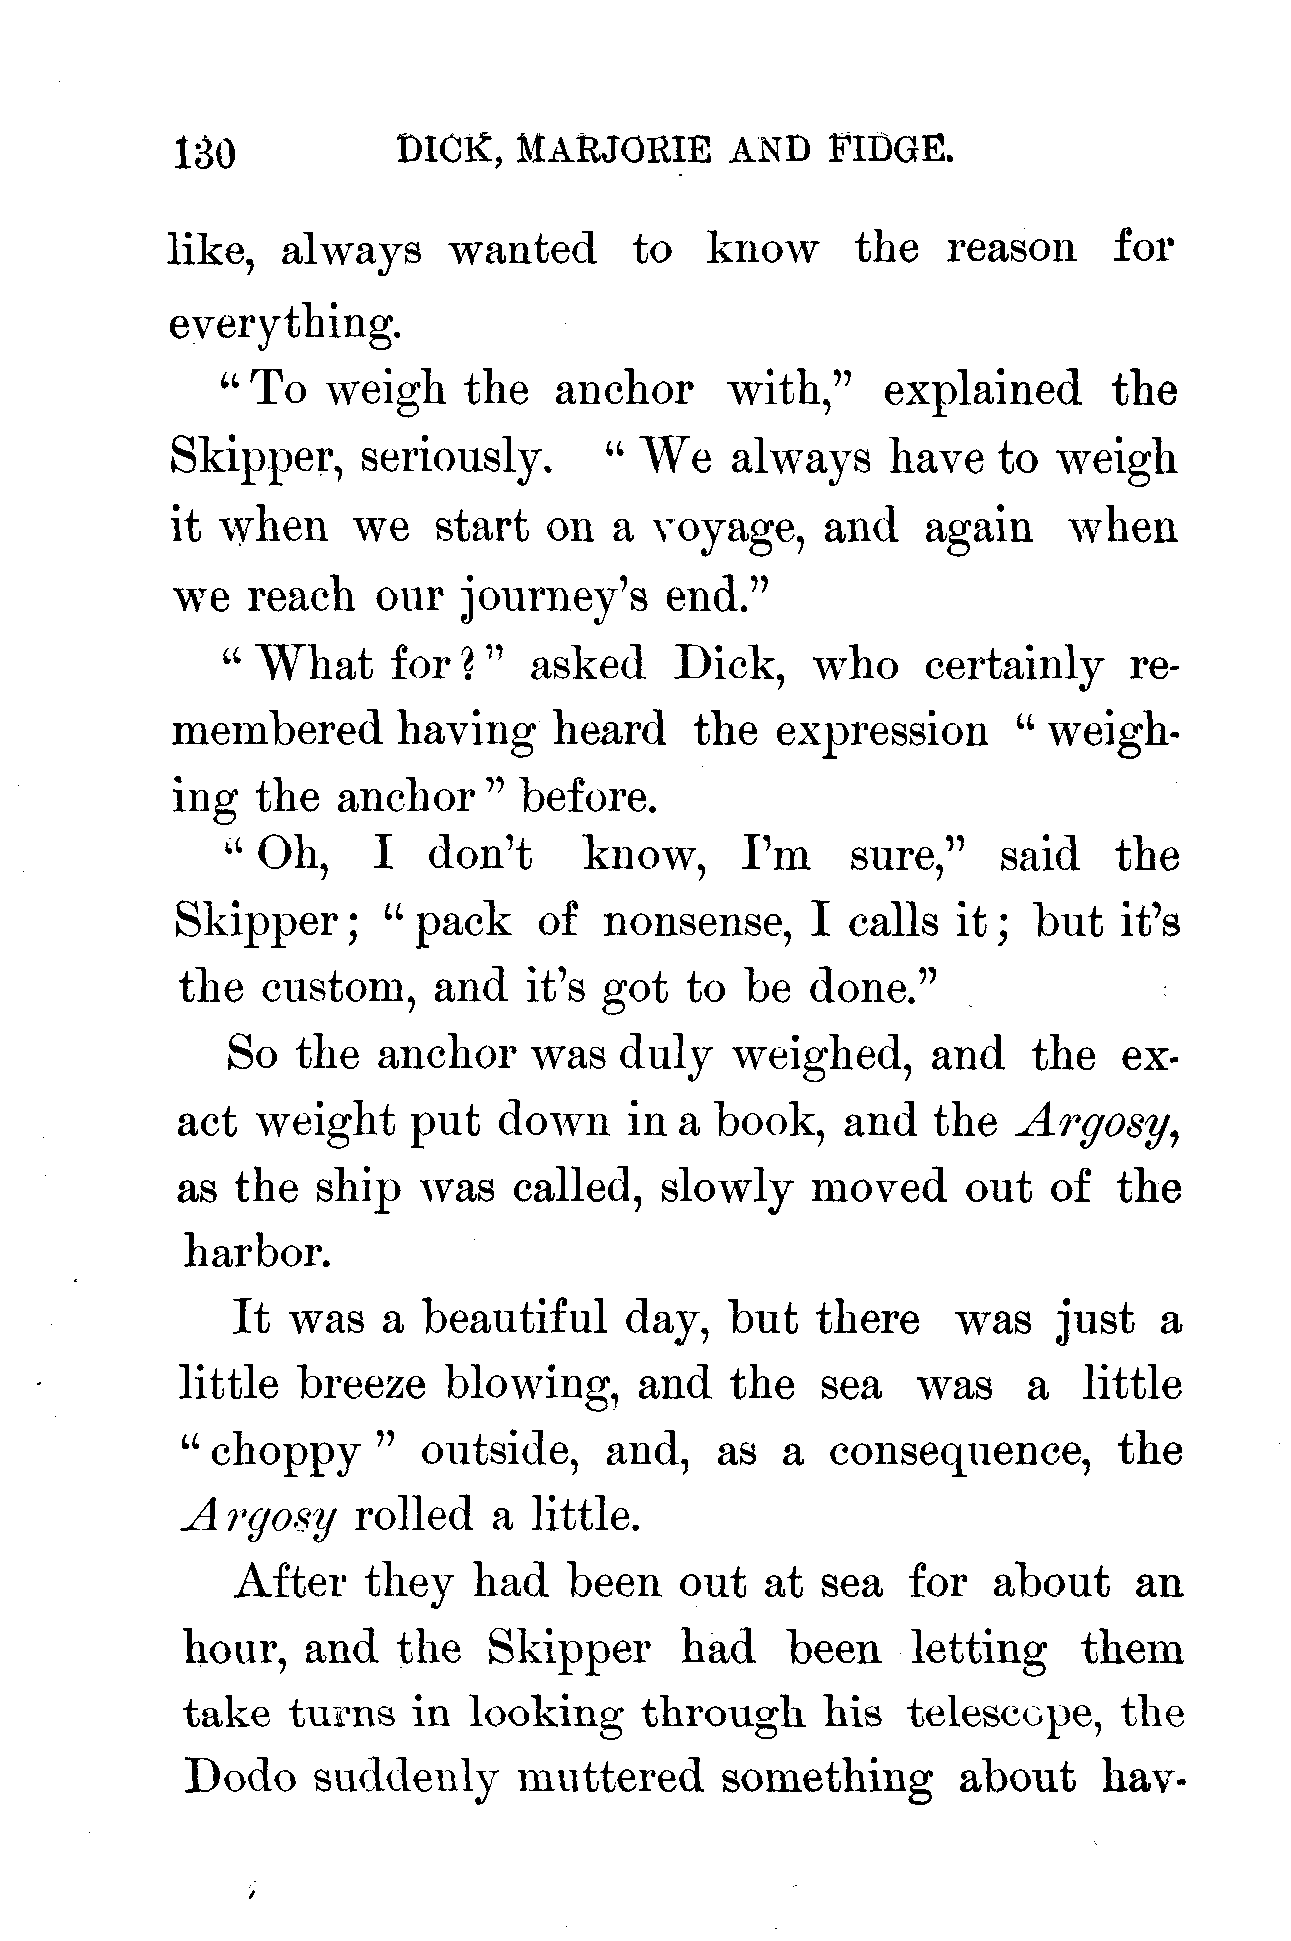 130 DICK, MARJORIE AND FIDGE.
like, always wanted to know the reason for
everything.
“To weigh the anchor with,” explained the
Skipper, seriously. “We always have to weigh
it when we start on a voyage, and again when
we reach our journey’s end.”
“What for?” asked Dick, who certainly re-
membered having heard the expression “weigh-
ing the anchor” before.
“Oh, I don’t know, I’m sure,” said the
Skipper; “pack of nonsense, I calls it; but it’s
the custom, and it’s got to be done.”
So the anchor was duly weighed, and the ex-
act weight put down in a book, and the Argosy,
as the ship was called, slowly moved out of the
harbor.
It was a beautiful day, but there was just a
little breeze blowing, and the sea was a little
“choppy” outside, and, as a consequence, the
Argosy rolled a little.
After they had been out at sea for about an
hour, and the Skipper had been letting them
take turns in looking through his telescope, the
Dodo suddenly muttered something about hav-